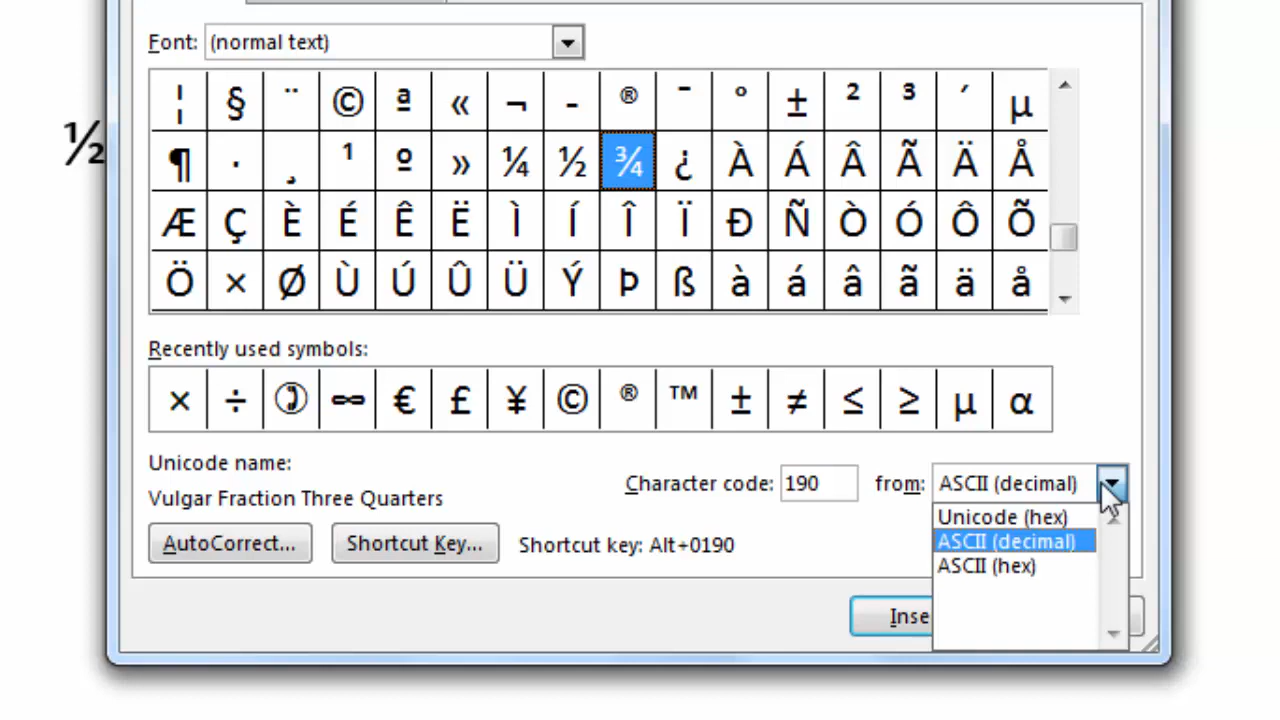 Font: (normal text)
¦ § ¨ © ª « ¬ - ® ¯ ° ± ² ³ ´ µ
½
¶ · ¸ ¹ º » ¼ ½ ¾ ¿ À Á Â Ã Ä Å
Æ Ç È É Ê Ë Ì Í Î Ï Ð Ñ Ò Ó Ô Õ
Ö × Ø Ù Ú Û Ü Ý Þ ß à á â ã ä å
Recently used symbols:
× ÷ ✆ ∞ € £ ¥ © ® ™ ± ≠ ≤ ≥ µ α
Unicode name:
Vulgar Fraction Three Quarters
Character code: 190 from: ASCII (decimal)
Unicode (hex)
ASCII (decimal)
ASCII (hex)
AutoCorrect... Shortcut Key... Shortcut key: Alt+0190